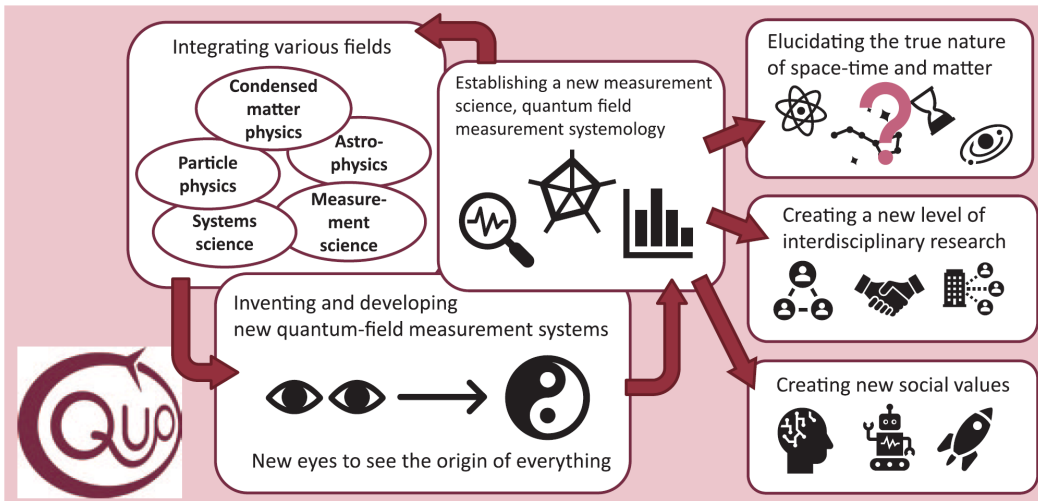 Integrating various fields
Condensed
matter
physics
Astro-
physics
Particle
physics
Measure-
ment
science
Systems
science
Establishing a new measurement
science, quantum field
measurement systemology
Inventing and developing
new quantum-field measurement systems
New eyes to see the origin of everything
Elucidating the true nature
of space-time and matter
?
Creating a new level of
interdisciplinary research
Creating new social values
QUP